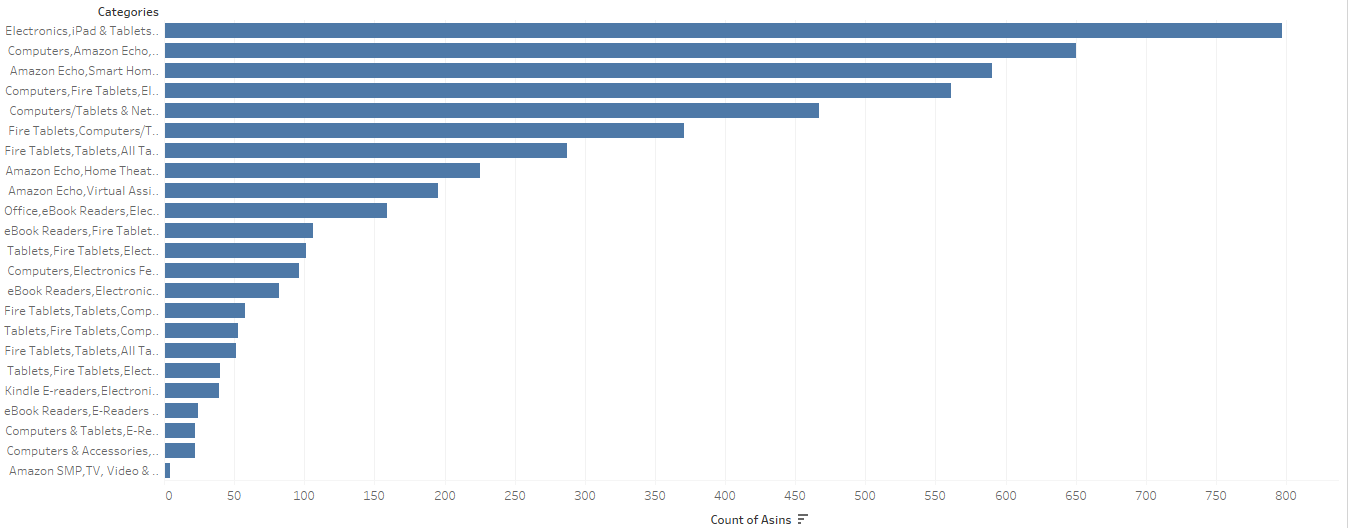 Categories
Electronics,iPad & Tablets..
Computers,Amazon Echo,..
Amazon Echo,Smart Hom..
Computers,Fire Tablets,El..
Computers/Tablets & Net..
Fire Tablets,Computers/T..
Fire Tablets,Tablets,All Ta..
Amazon Echo,Home Theat..
Amazon Echo,Virtual Assi..
Office,eBook Readers,Elec..
eBook Readers,Fire Tablet..
Tablets,Fire Tablets,Elect..
Computers,Electronics Fe..
eBook Readers,Electronic..
Fire Tablets,Tablets,Comp..
Tablets,Fire Tablets,Comp..
Fire Tablets,Tablets,All Ta..
Tablets,Fire Tablets,Elect..
Kindle E-readers,Electroni..
eBook Readers,E-Readers ..
Computers & Tablets,E-Re..
Computers & Accessories,..
Amazon SMP,TV, Video & ..
0 50 100 150 200 250 300 350 400 450 500 550 600 650 700 750 800
Count of Asins